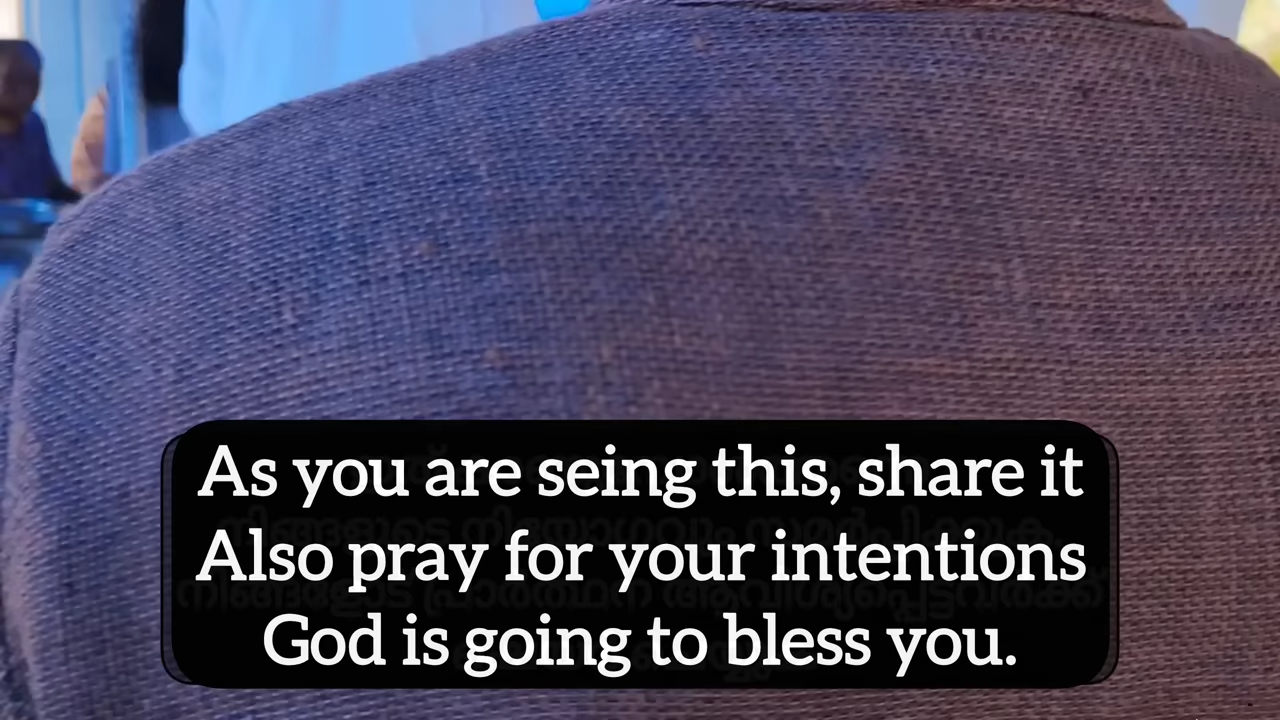 As you are seing this, share it
Also pray for your intentions
God is going to bless you.